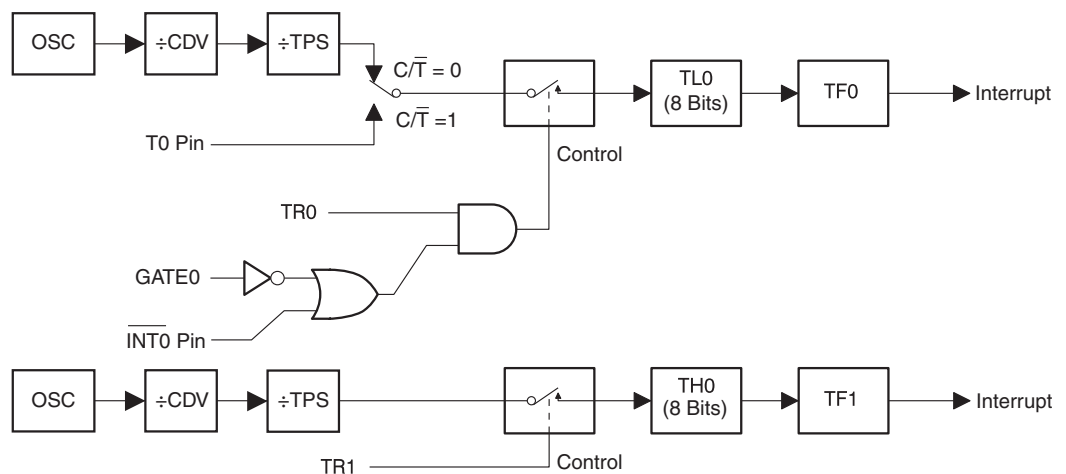 OSC
÷CDV
÷TPS
C/T̅ = 0
C/T̅ =1
T0 Pin
TL0
(8 Bits)
TF0
Interrupt
Control
TR0
GATE0
I̅N̅T̅0̅ Pin
OSC
÷CDV
÷TPS
TH0
(8 Bits)
TF1
Interrupt
TR1
Control